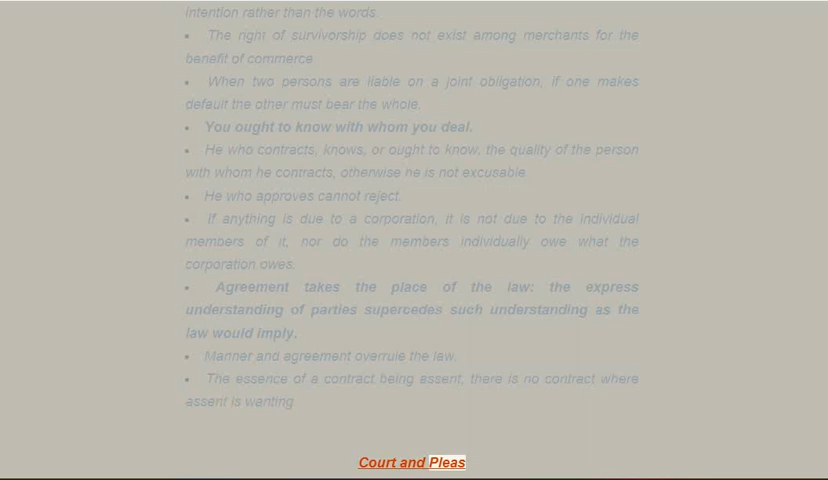 intention rather than the words.
• The right of survivorship does not exist among merchants for the
benefit of commerce.
• When two persons are liable on a joint obligation, if one makes
default the other must bear the whole.
• You ought to know with whom you deal.
• He who contracts, knows, or ought to know, the quality of the person
with whom he contracts, otherwise he is not excusable.
• He who approves cannot reject.
• If anything is due to a corporation, it is not due to the individual
members of it, nor do the members individually owe what the
corporation owes.
• Agreement takes the place of the law: the express
understanding of parties supercedes such understanding as the
law would imply.
• Manner and agreement overrule the law.
• The essence of a contract being assent, there is no contract where
assent is wanting.
Court and Pleas